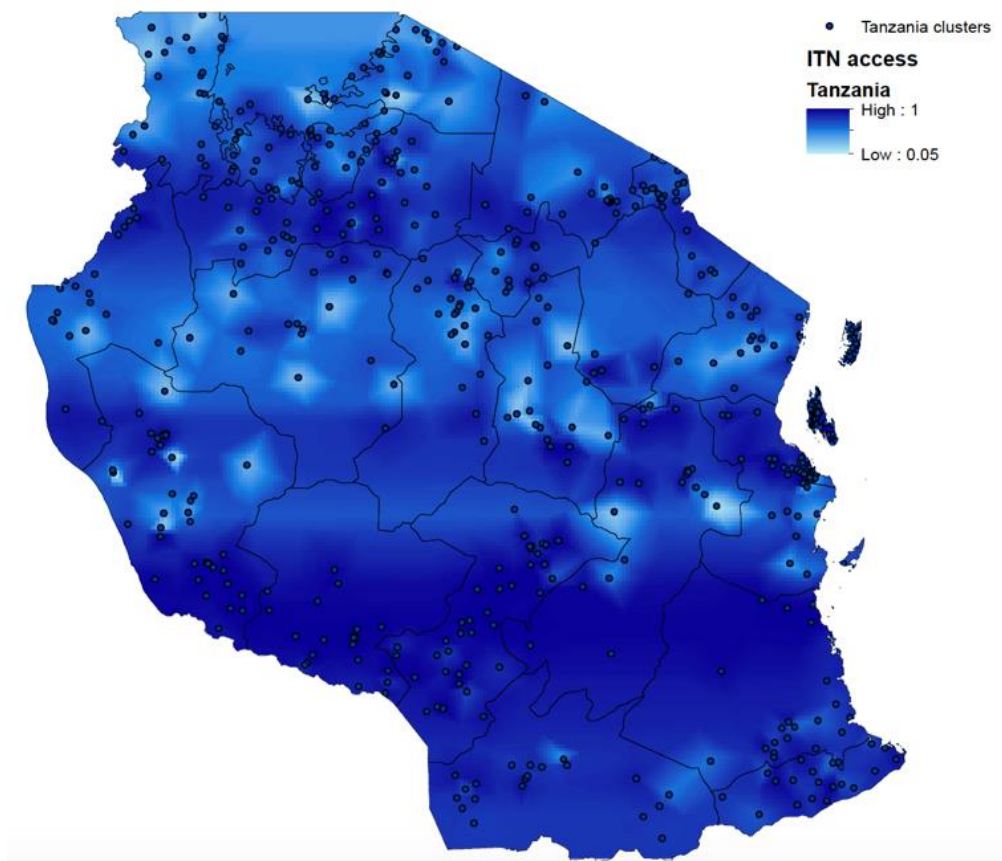 Tanzania clusters
ITN access
Tanzania
High : 1
Low : 0.05